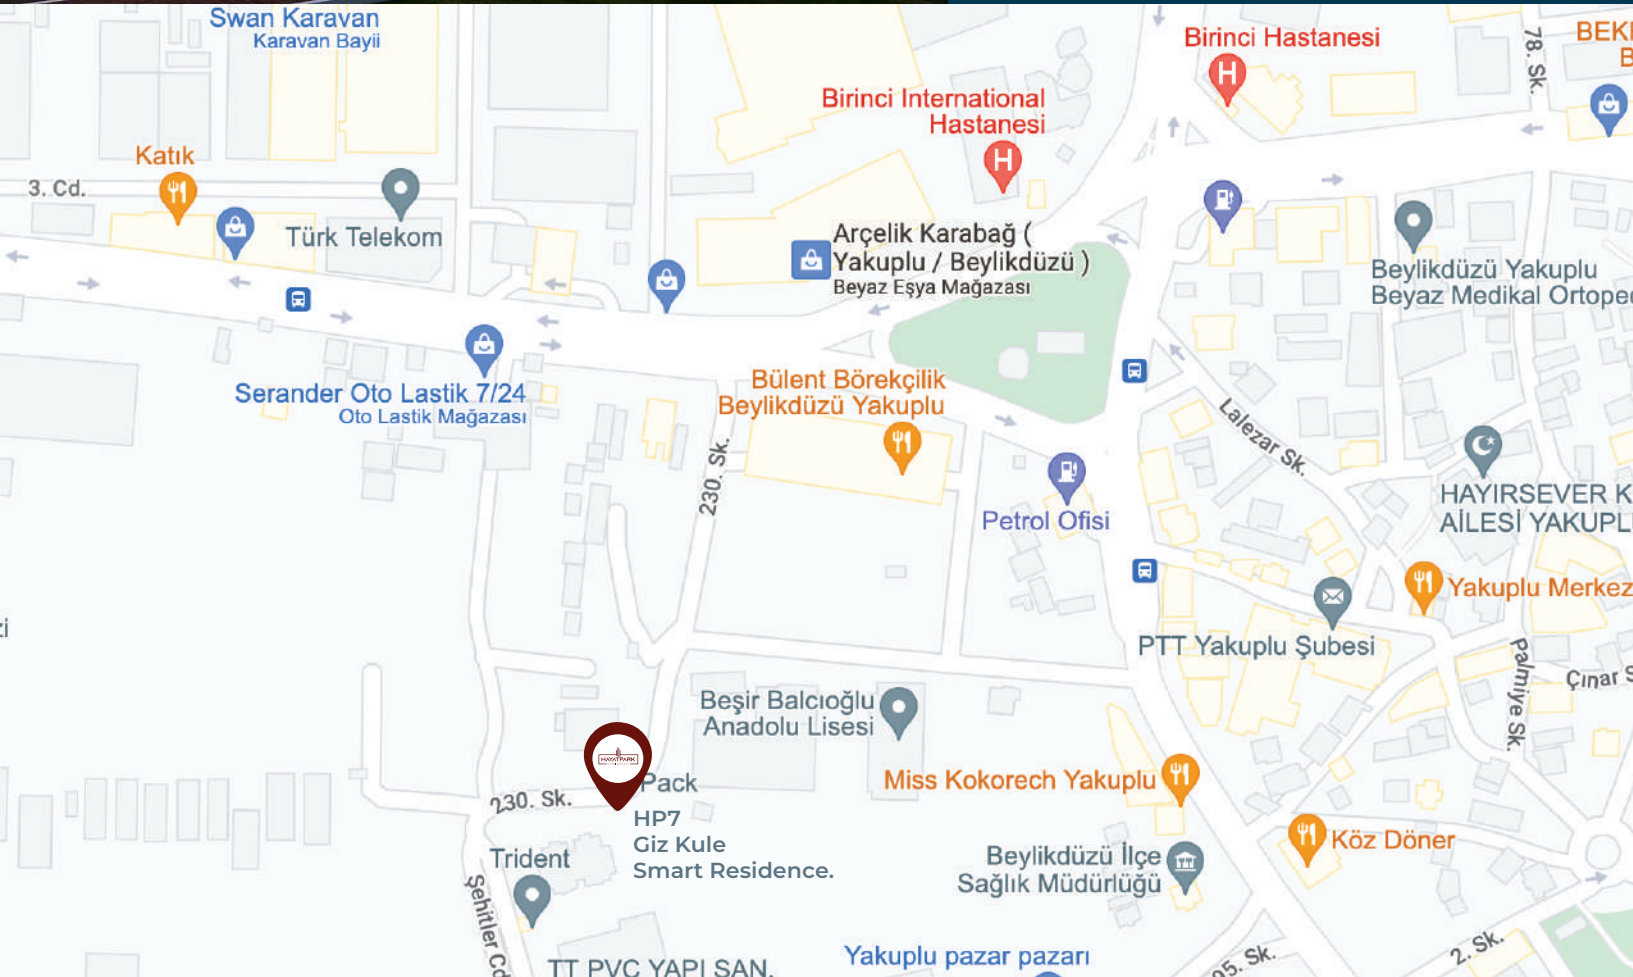 Swan Karavan
Karavan Bayii
Birinci Hastanesi
78. Sk.
Birinci International
Hastanesi
Katık
3. Cd.
Türk Telekom
Arçelik Karabağ (
Yakuplu / Beylikdüzü )
Beyaz Eşya Mağazası
Beylikdüzü Yakuplu
Beyaz Medikal Ortope
Serander Oto Lastik 7/24
Oto Lastik Mağazası
Bülent Börekçilik
Beylikdüzü Yakuplu
Lalezar Sk.
230. Sk.
Petrol Ofisi
HAYIRSEVER K
AİLESİ YAKUPL
Yakuplu Merkez
PTT Yakuplu Şubesi
Palmiye Sk.
Çınar S
Beşir Balcıoğlu
Anadolu Lisesi
HAYATPARK
Pack
230. Sk.
Miss Kokorech Yakuplu
HP7
Giz Kule
Smart Residence.
Köz Döner
Trident
Beylikdüzü İlçe
Sağlık Müdürlüğü
Şehitler Cd
TT PVC YAPI SAN.
Yakuplu pazar pazarı
2. Sk.